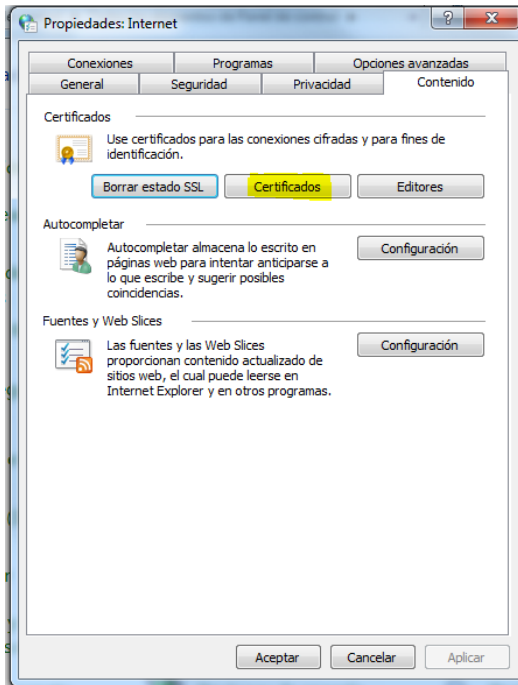 Propiedades: Internet
Conexiones Programas Opciones avanzadas
General Seguridad Privacidad Contenido
Certificados
Use certificados para las conexiones cifradas y para fines de
identificación.
Borrar estado SSL Certificados Editores
Autocompletar
Autocompletar almacena lo escrito en
páginas web para intentar anticiparse a
lo que escribe y sugerir posibles
coincidencias.
Configuración
Fuentes y Web Slices
Las fuentes y las Web Slices
proporcionan contenido actualizado de
sitios web, el cual puede leerse en
Internet Explorer y en otros programas.
Configuración
Aceptar Cancelar Aplicar